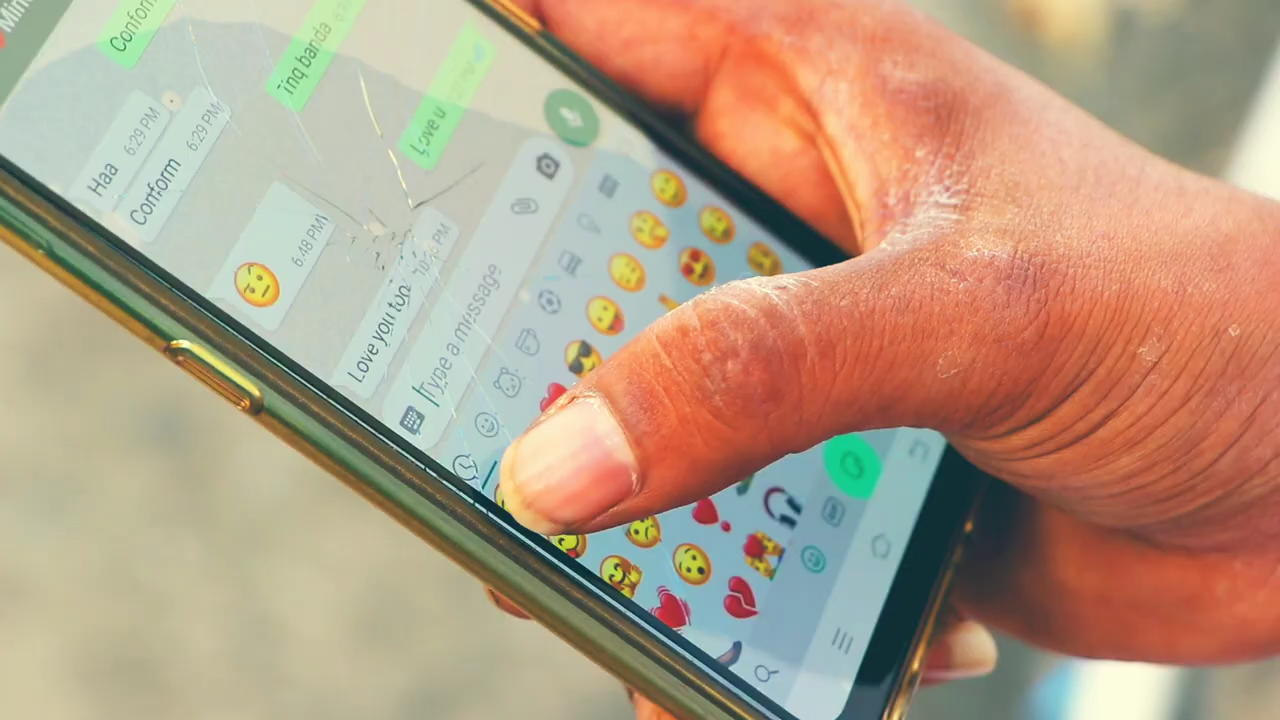 Conform
Tinq banda
Love u
Haa 6:29 PM
Conform 6:29 PM
6:48 PM
Love you too
Type a message